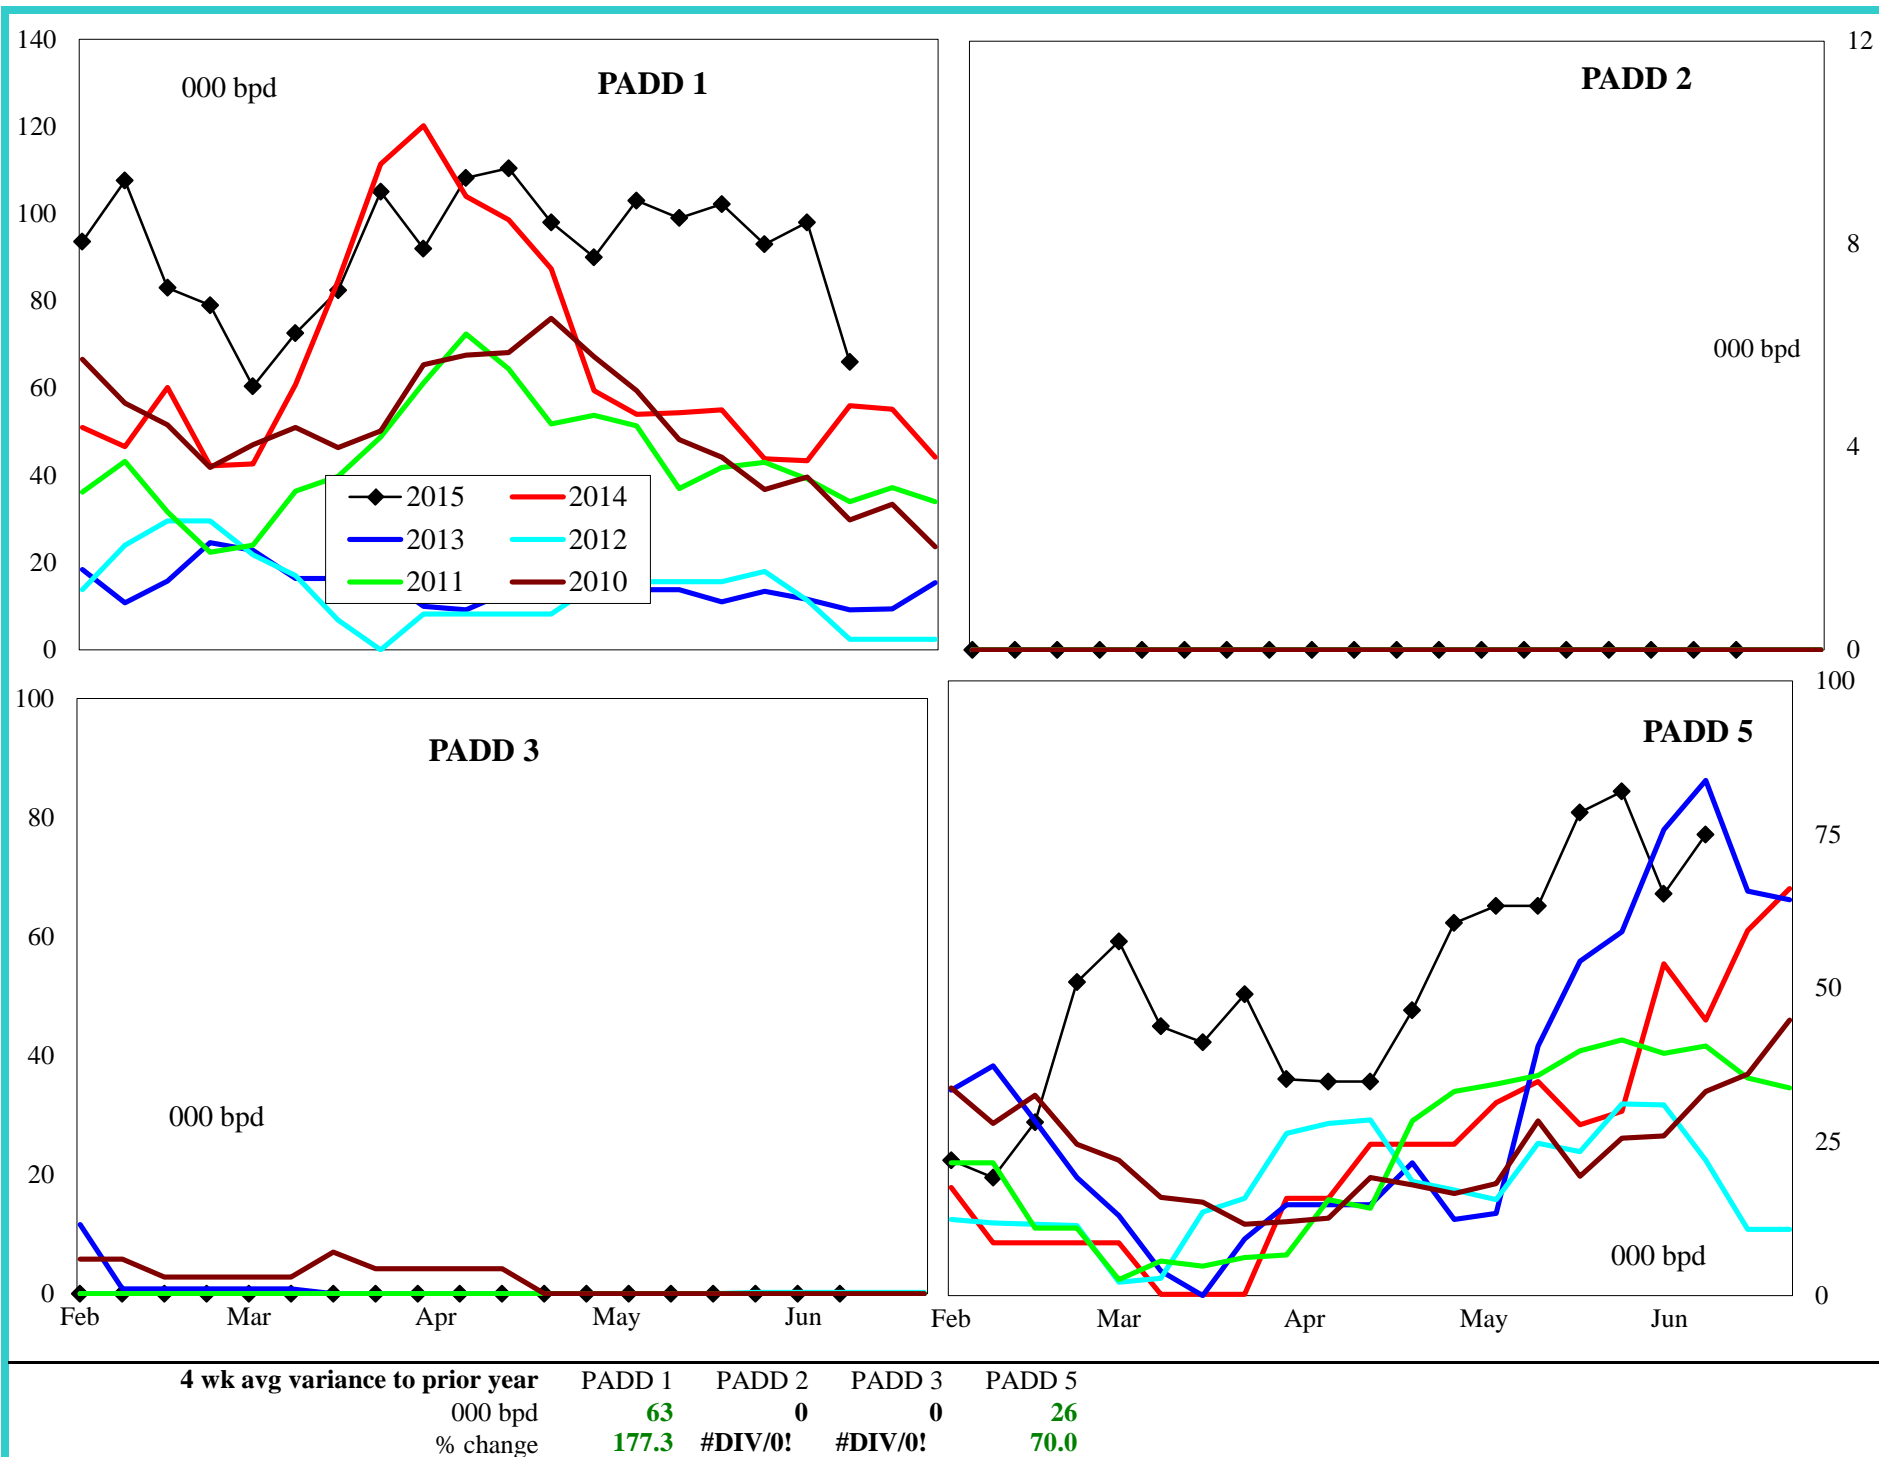 140
120
100
80
60
40
20
0
000 bpd
PADD 1
2015
2014
2013
2012
2011
2010
PADD 2
12
8
4
0
000 bpd
100
80
60
40
20
0
PADD 3
000 bpd
Feb Mar Apr May Jun
PADD 5
100
75
50
25
0
000 bpd
Feb Mar Apr May Jun
4 wk avg variance to prior year PADD 1 PADD 2 PADD 3 PADD 5
000 bpd 63 0 0 26
% change 177.3 #DIV/0! #DIV/0! 70.0